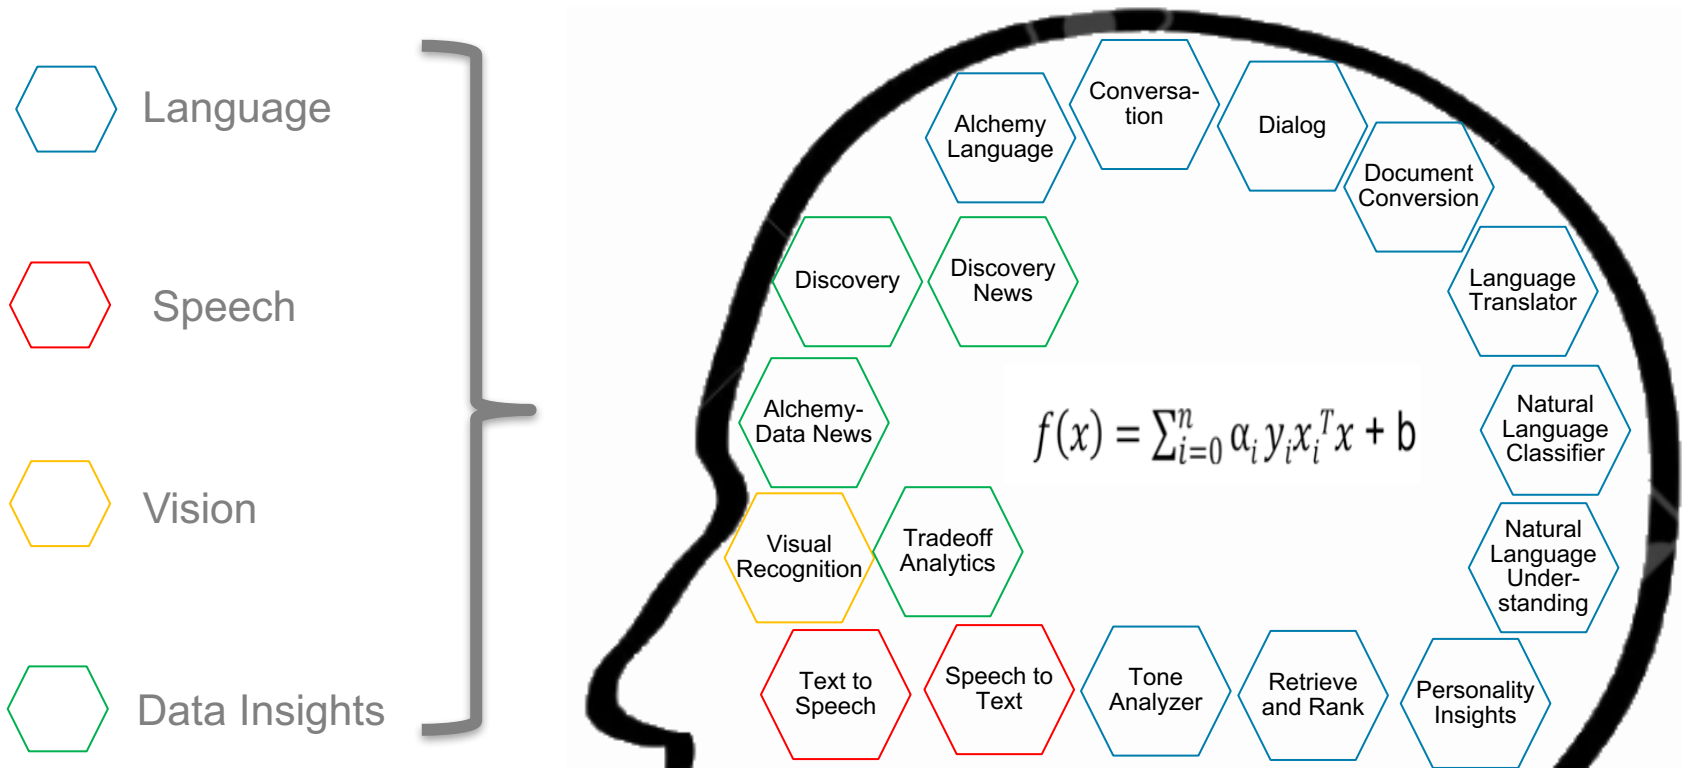 Language
Speech
Vision
Data Insights
Conversa-
tion
Alchemy
Language
Dialog
Document
Conversion
Discovery
Discovery
News
Language
Translator
Alchemy-
Data News
f(x) = ∑_{i=0}^{n} α_i y_i x_i^T x + b
Natural
Language
Classifier
Visual
Recognition
Tradeoff
Analytics
Natural
Language
Under-
standing
Text to
Speech
Speech to
Text
Tone
Analyzer
Retrieve
and Rank
Personality
Insights